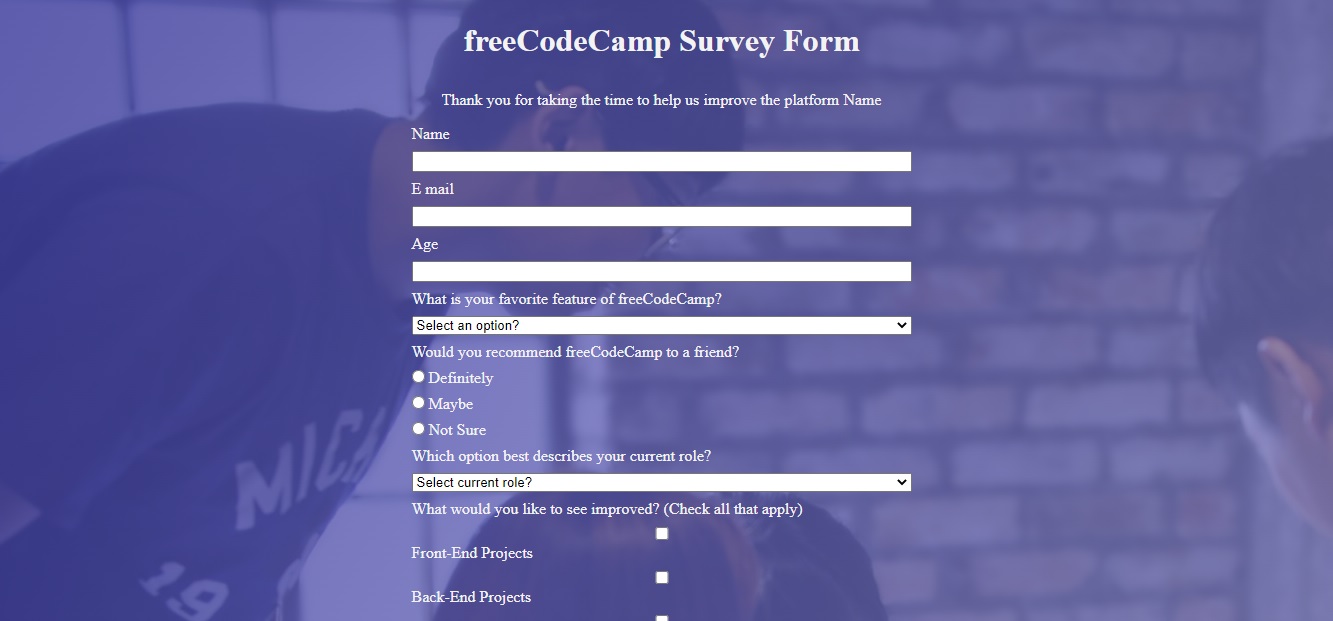 freeCodeCamp Survey Form
Thank you for taking the time to help us improve the platform Name
Name
E mail
Age
What is your favorite feature of freeCodeCamp?
Select an option?
Would you recommend freeCodeCamp to a friend?
Definitely
Maybe
Not Sure
Which option best describes your current role?
Select current role?
What would you like to see improved? (Check all that apply)
Front-End Projects
Back-End Projects
MICH
19